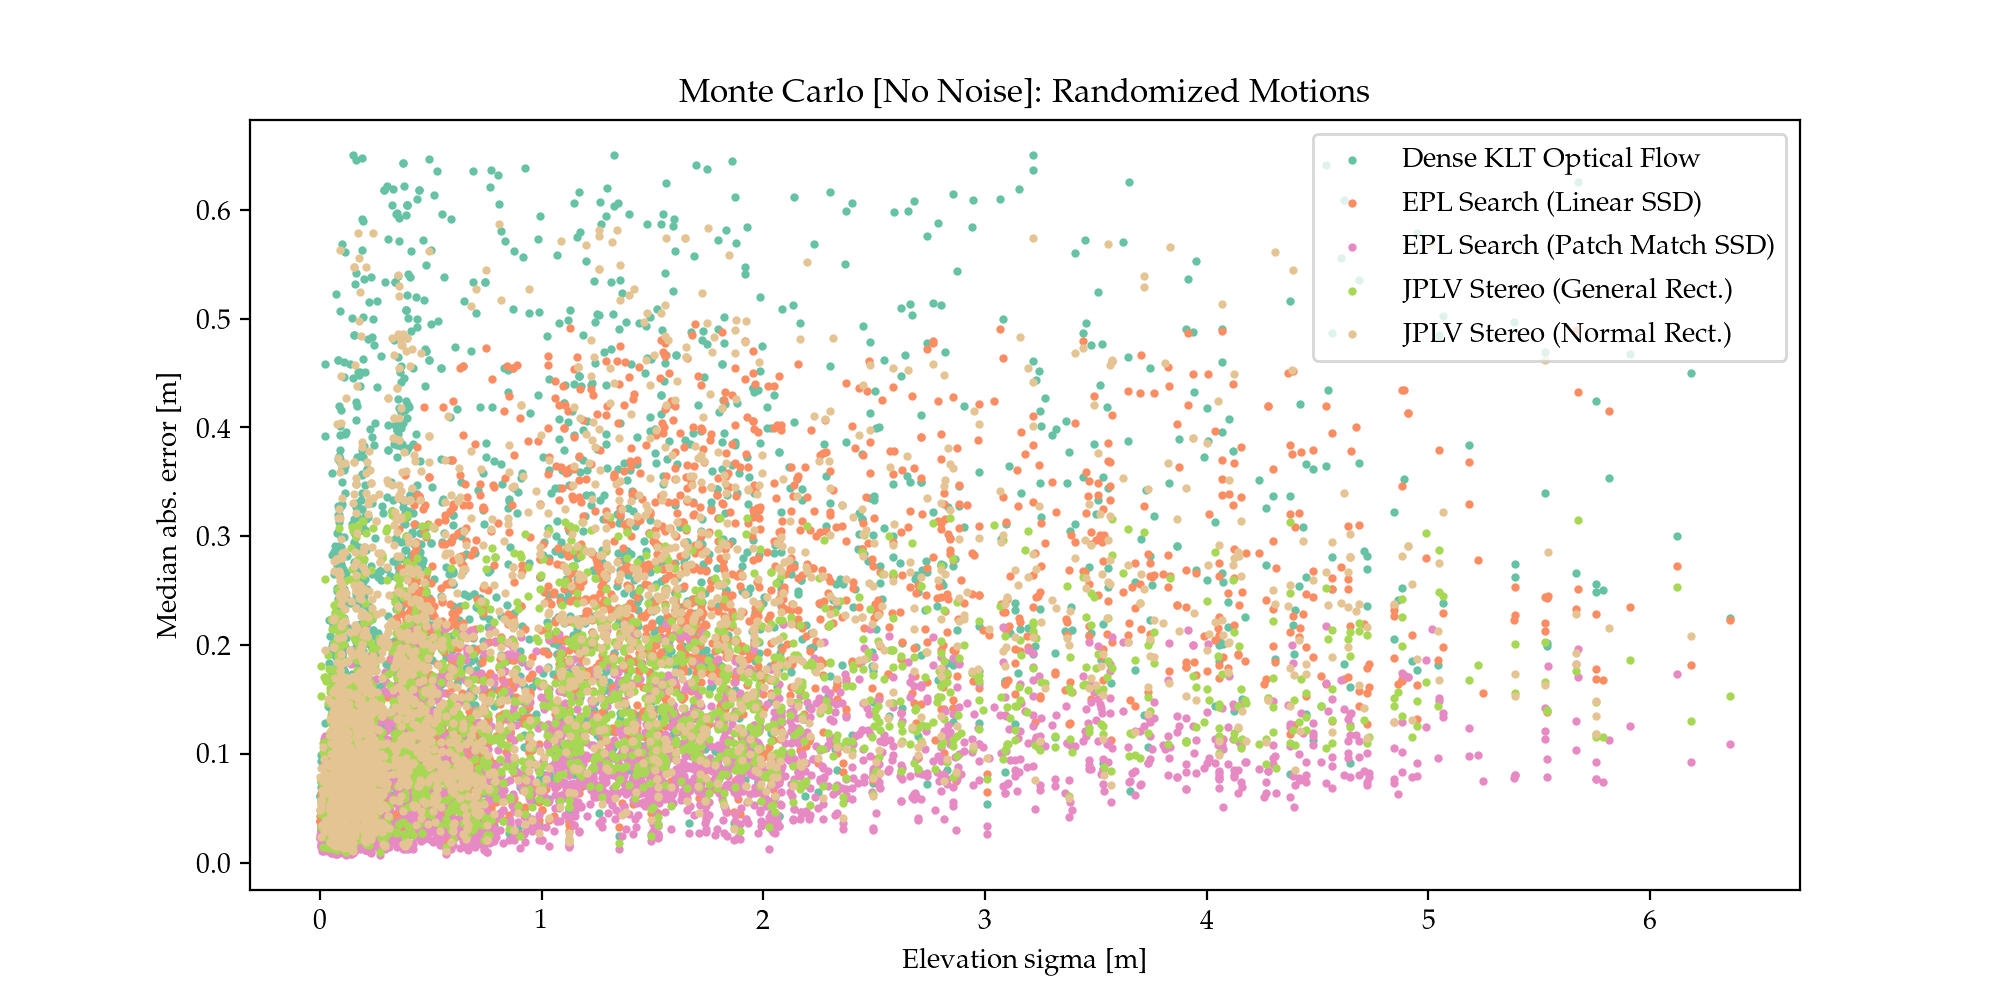 Monte Carlo [No Noise]: Randomized Motions
Dense KLT Optical Flow
EPL Search (Linear SSD)
EPL Search (Patch Match SSD)
JPLV Stereo (General Rect.)
JPLV Stereo (Normal Rect.)
Median abs. error [m]
0.6
0.5
0.4
0.3
0.2
0.1
0.0
0 1 2 3 4 5 6
Elevation sigma [m]